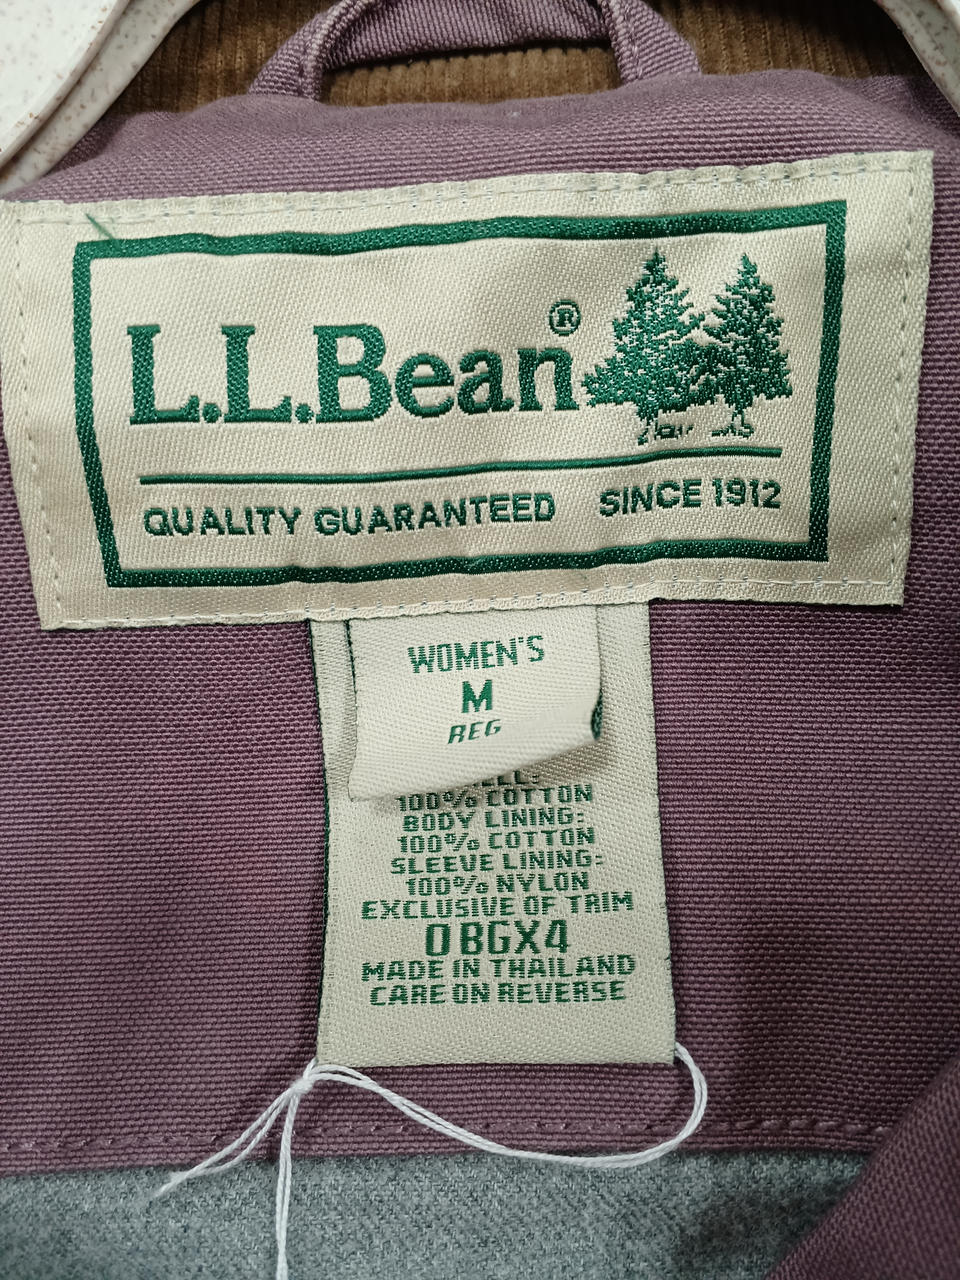 L.L.Bean®
QUALITY GUARANTEED SINCE 1912
WOMEN'S
M
REG
100% COTTON
BODY LINING:
100% COTTON
SLEEVE LINING:
100% NYLON
EXCLUSIVE OF TRIM
0BGX4
MADE IN THAILAND
CARE ON REVERSE